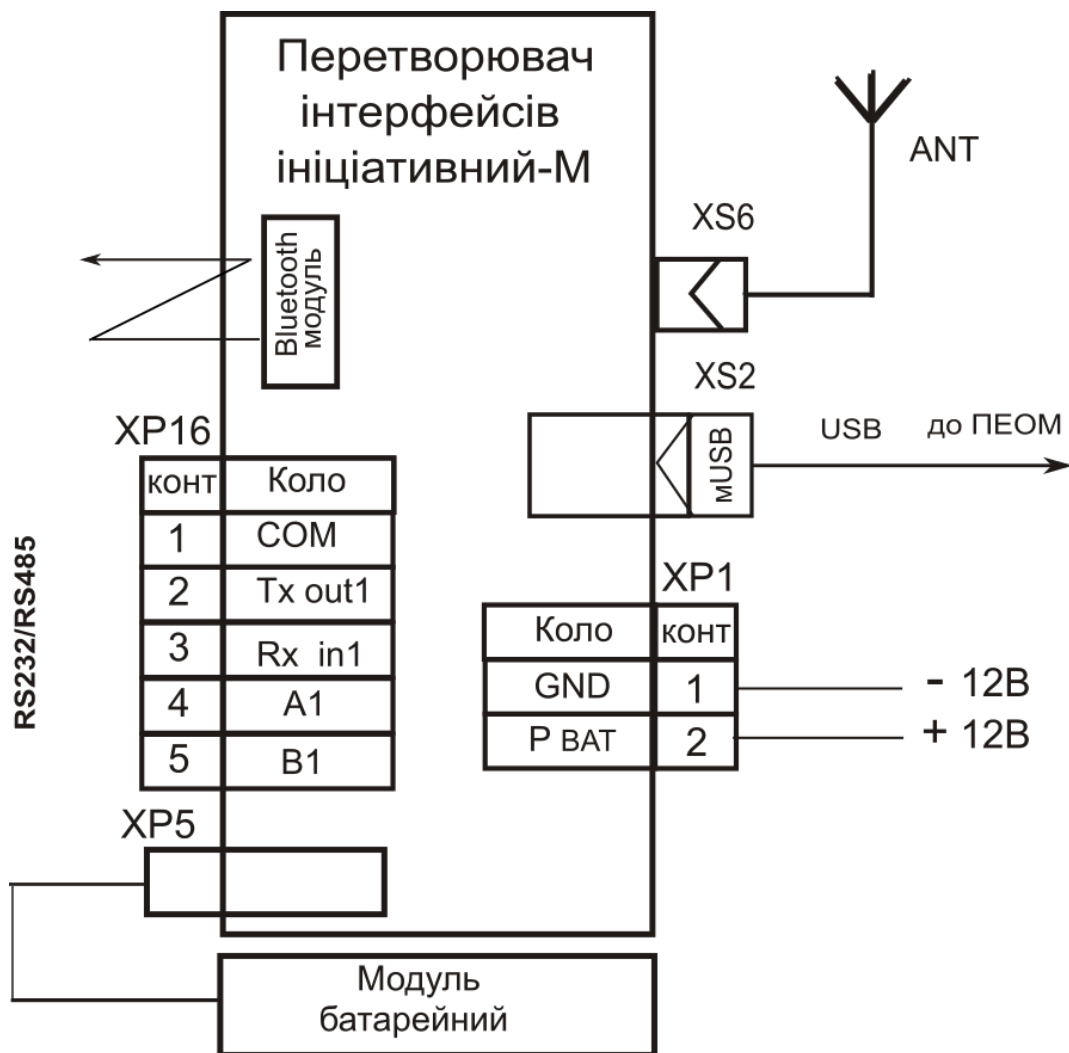 Перетворювач
інтерфейсів
ініціативний-М
ANT
XS6
Bluetooth
модуль
XS2
мUSB
USB до ПЕОМ
XP16
конт Коло
1 COM
2 Tx out1
3 Rx in1
4 A1
5 B1
RS232/RS485
XP1
Коло конт
GND 1 - 12В
P BAT 2 + 12В
XP5
Модуль
батарейний